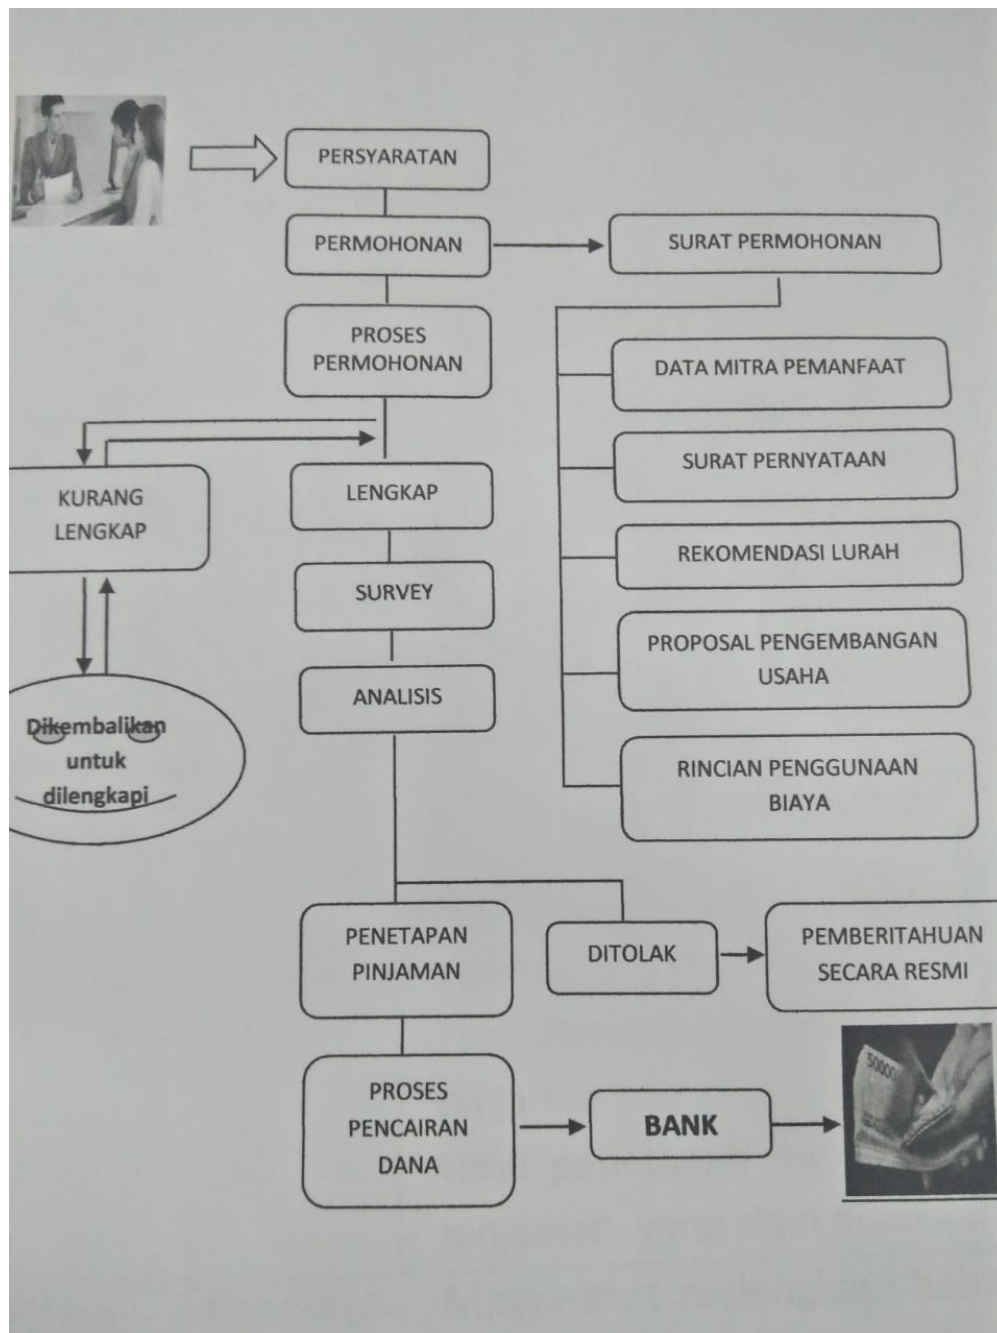 PERSYARATAN
PERMOHONAN
SURAT PERMOHONAN
PROSES
PERMOHONAN
DATA MITRA PEMANFAAT
SURAT PERNYATAAN
KURANG
LENGKAP
LENGKAP
REKOMENDASI LURAH
SURVEY
PROPOSAL PENGEMBANGAN
USAHA
ANALISIS
Dikembalikan
untuk
dilengkapi
RINCIAN PENGGUNAAN
BIAYA
PENETAPAN
PINJAMAN
DITOLAK
PEMBERITAHUAN
SECARA RESMI
PROSES
PENCAIRAN
DANA
BANK
50000